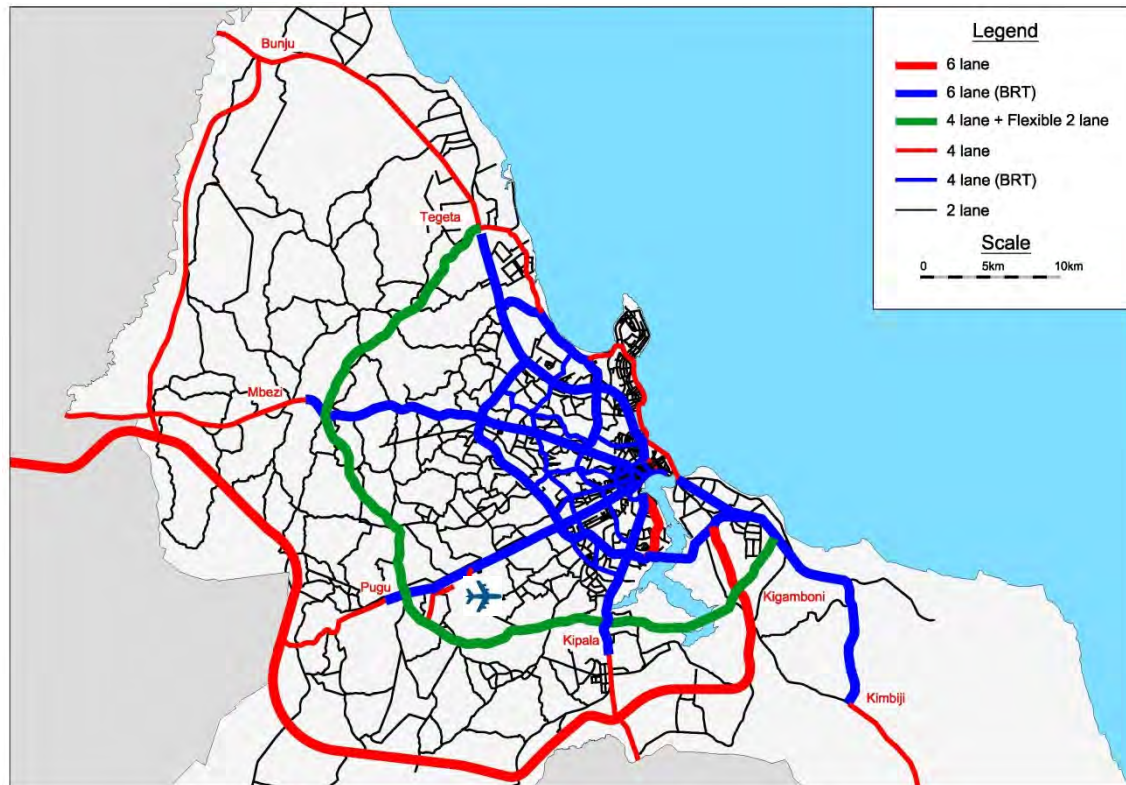 Bunju
Tegeta
Mbezi
Pugu
Kipala
Kigamboni
Kimbiji
Legend
6 lane
6 lane (BRT)
4 lane + Flexible 2 lane
4 lane
4 lane (BRT)
2 lane
Scale
0 5km 10km